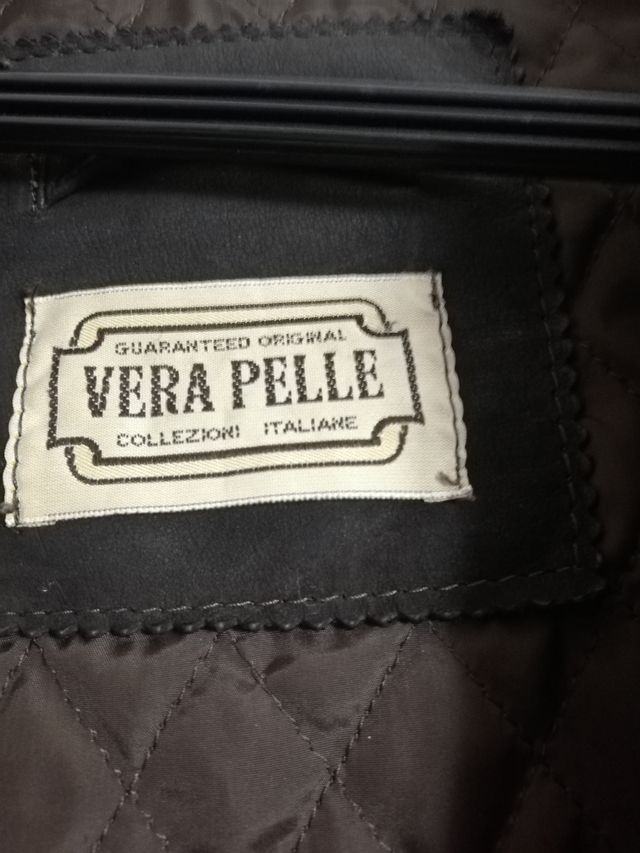 GUARANTEED ORIGINAL
VERA PELLE
COLLEZIONI ITALIANE